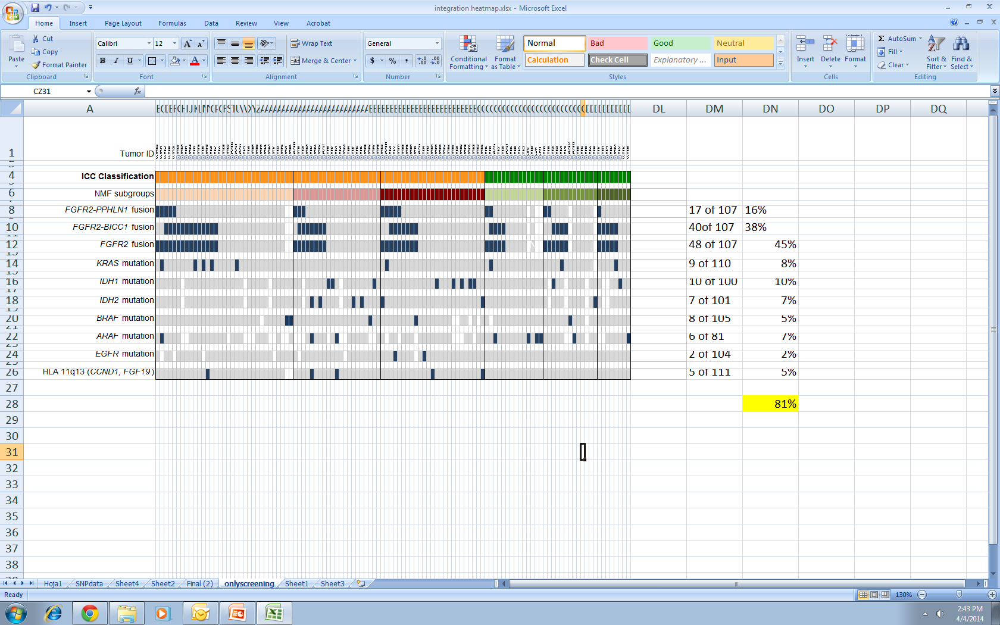 integration heatmap.xlsx - Microsoft Excel
Home Insert Page Layout Formulas Data Review View Acrobat
Paste Cut Copy Format Painter
Calibri 12
Wrap Text
Merge & Center
General
Conditional Formatting Format as Table
Normal Bad Good Neutral
Calculation Check Cell Explanatory ... Input
Insert Delete Format
AutoSum Fill Clear Sort & Filter Find & Select
Clipboard Font Alignment Number Styles Cells Editing
CZ31 fx
A DL DM DN DO DP DQ
1 Tumor ID
4 ICC Classification
6 NMF subgroups
8 FGFR2-PPHLN1 fusion 17 of 107 16%
10 FGFR2-BICC1 fusion 40of 107 38%
12 FGFR2 fusion 48 of 107 45%
14 KRAS mutation 9 of 110 8%
16 IDH1 mutation 10 of 100 10%
18 IDH2 mutation 7 of 101 7%
20 BRAF mutation 8 of 105 5%
22 ARAF mutation 6 of 81 7%
24 EGFR mutation 2 of 104 2%
26 HLA 11q13 (CCND1, FGF19) 5 of 111 5%
27
28 81%
29
30
31
32
33
34
35
36
37
38
Hoja1 SNPdata Sheet4 Sheet2 Final (2) onlyscreening Sheet1 Sheet3
Ready 130%
2:43 PM
4/4/2014